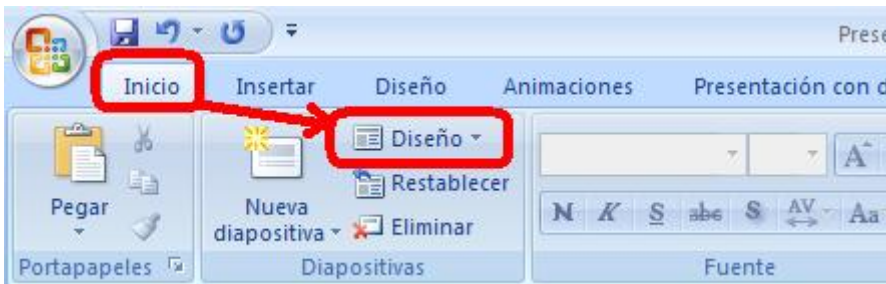 Prese
Inicio Insertar Diseño Animaciones Presentación con d
Pegar
Nueva diapositiva
Diseño
Restablecer
Eliminar
N K S abc S AV Aa
A
Portapapeles Diapositivas Fuente